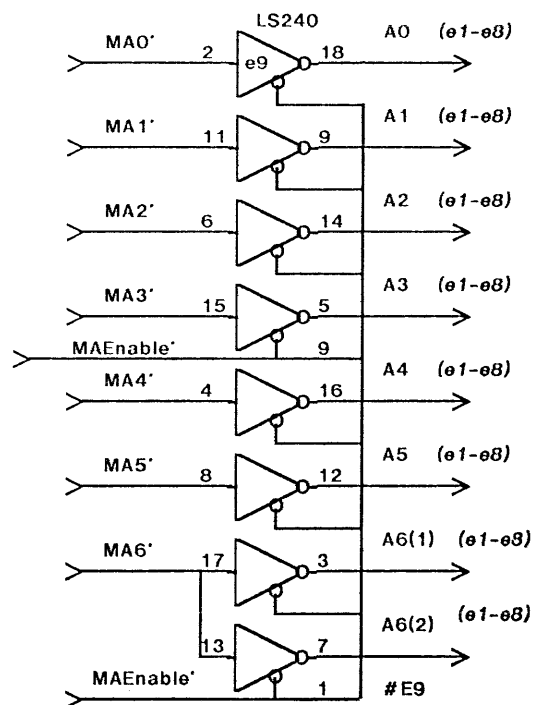 LS240
MA0' 2 e9 18 A0 (e1-e8)
MA1' 11 9 A1 (e1-e8)
MA2' 6 14 A2 (e1-e8)
MA3' 15 5 A3 (e1-e8)
MAEnable' 9
MA4' 4 16 A4 (e1-e8)
MA5' 8 12 A5 (e1-e8)
MA6' 17 3 A6(1) (e1-e8)
13 7 A6(2) (e1-e8)
MAEnable' 1 #E9